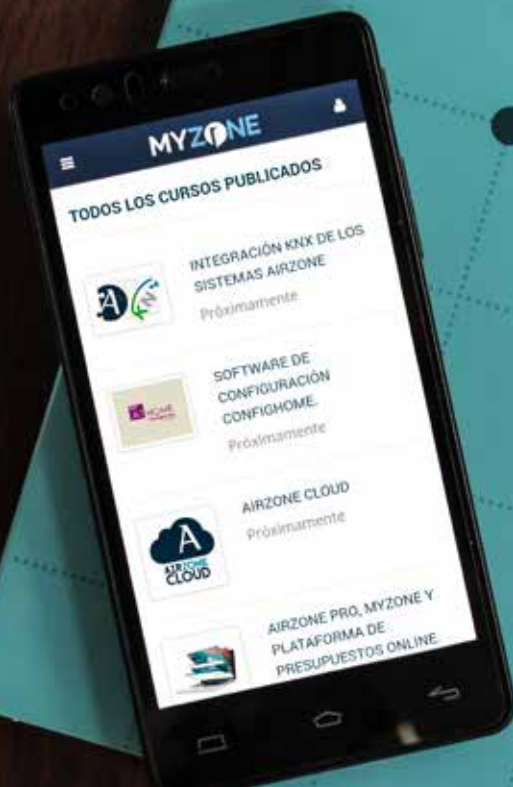 MYZONE
TODOS LOS CURSOS PUBLICADOS
INTEGRACIÓN KNX DE LOS
SISTEMAS AIRZONE
Próximamente
SOFTWARE DE
CONFIGURACIÓN
CONFIGHOME.
Próximamente
HOME
AIRZONE CLOUD
Próximamente
A
AIRZONE
CLOUD
AIRZONE PRO, MYZONE Y
PLATAFORMA DE
PRESUPUESTOS ONLINE